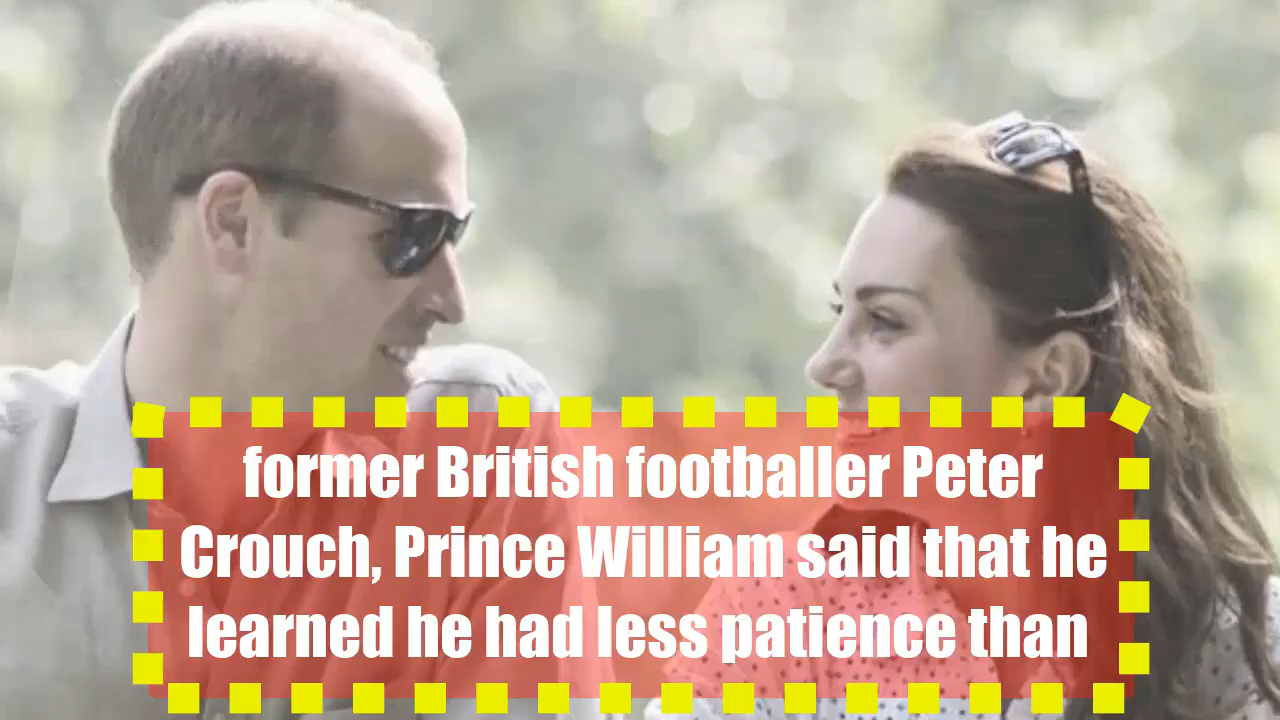 former British footballer Peter
Crouch, Prince William said that he
learned he had less patience than